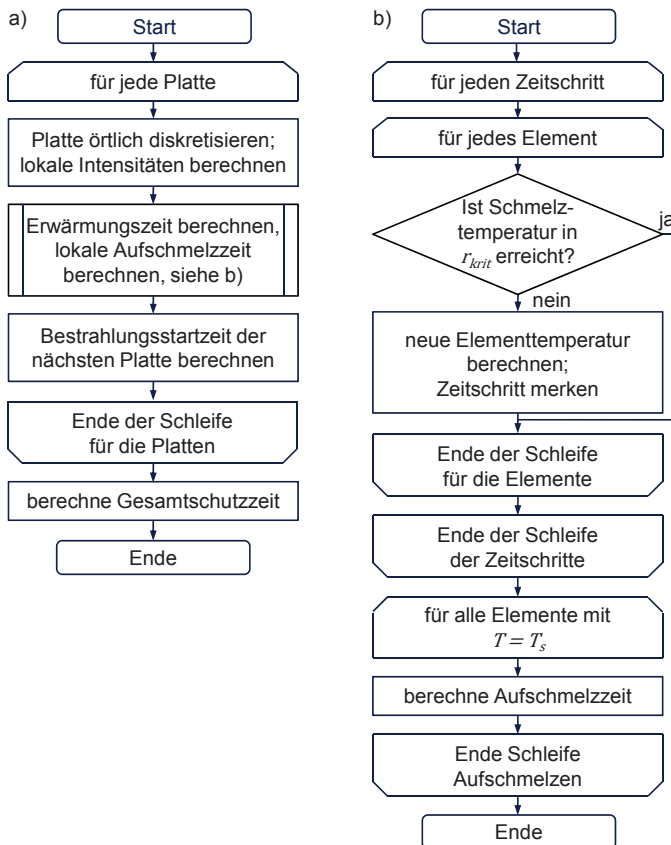 a)
Start
für jede Platte
Platte örtlich diskretisieren;
lokale Intensitäten berechnen
Erwärmungszeit berechnen,
lokale Aufschmelzzeit
berechnen, siehe b)
Bestrahlungsstartzeit der
nächsten Platte berechnen
Ende der Schleife
für die Platten
berechne Gesamtschutzzeit
Ende
b)
Start
für jeden Zeitschritt
für jedes Element
Ist Schmelz-
temperatur in
r_krit erreicht?
ja
nein
neue Elementtemperatur
berechnen;
Zeitschritt merken
Ende der Schleife
für die Elemente
Ende der Schleife
der Zeitschritte
für alle Elemente mit
T = T_s
berechne Aufschmelzzeit
Ende Schleife
Aufschmelzen
Ende